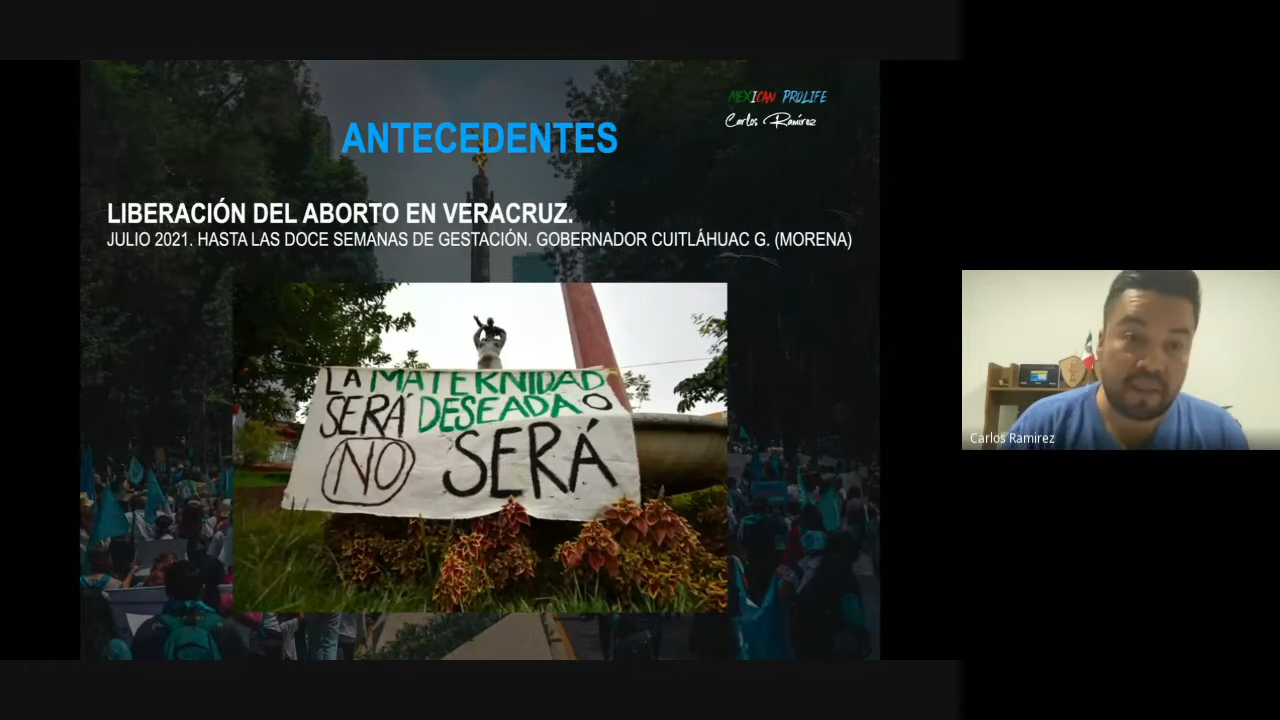 MEXICAN PROLIFE
Carlos Ramírez
ANTECEDENTES
LIBERACIÓN DEL ABORTO EN VERACRUZ.
JULIO 2021. HASTA LAS DOCE SEMANAS DE GESTACIÓN. GOBERNADOR CUITLÁHUAC G. (MORENA)
LA MATERNIDAD
SERÁ DESEADA O
NO SERÁ
Carlos Ramirez